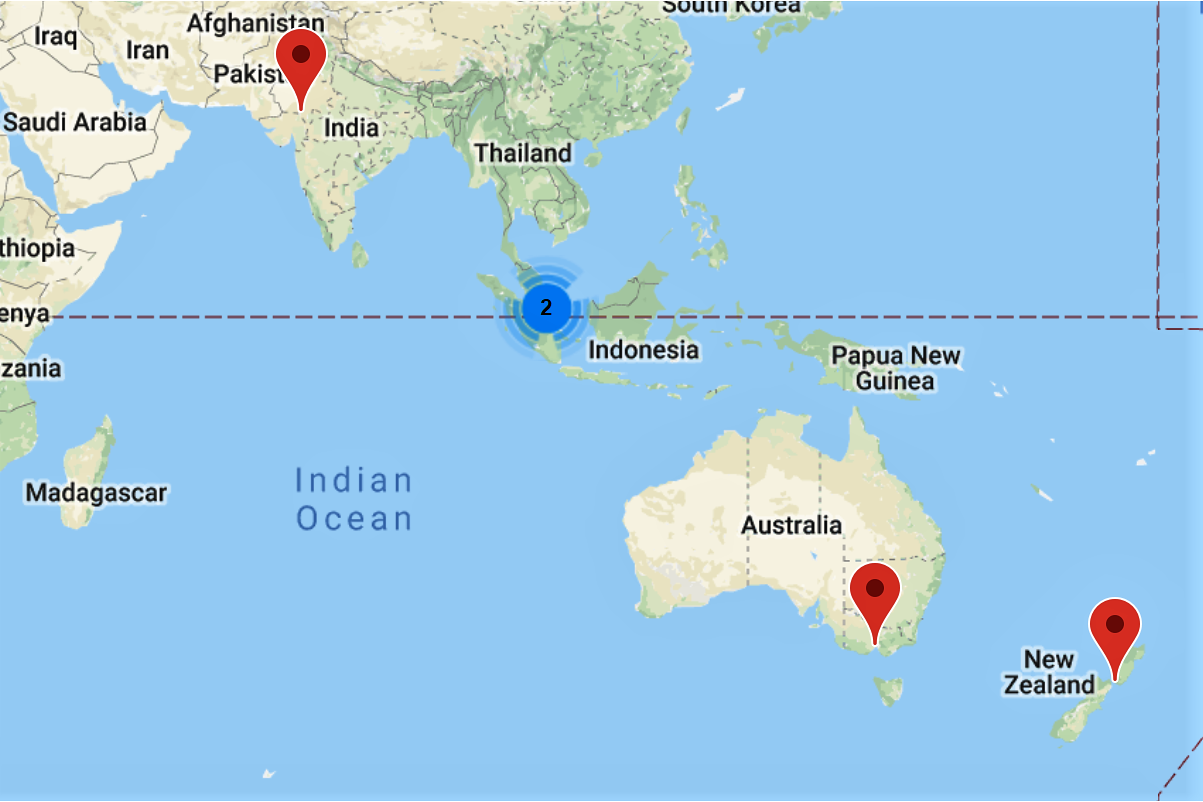 South Korea
Afghanistan
Iraq
Iran
Pakist
Saudi Arabia
India
Thailand
thiopia
enya
2
Indonesia
zania
Papua New
Guinea
Indian
Ocean
Madagascar
Australia
New
Zealand